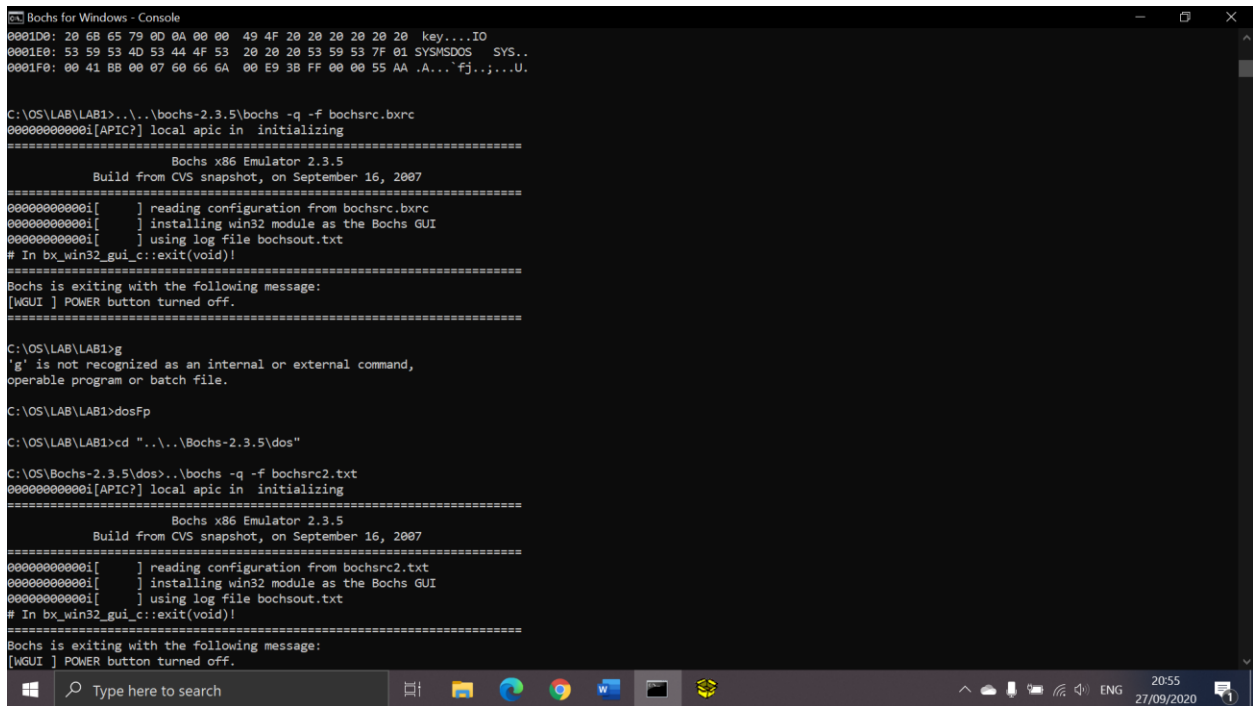 Bochs for Windows - Console
0001D0: 20 6B 65 79 0D 0A 00 00  49 4F 20 20 20 20 20 20  key....IO
0001E0: 53 59 53 4D 53 44 4F 53  20 20 20 53 59 53 7F 01 SYSMSDOS   SYS..
0001F0: 00 41 BB 00 07 60 66 6A  00 E9 3B FF 00 00 55 AA .A...`fj..;...U.
C:\OS\LAB\LAB1>..\..\bochs-2.3.5\bochs -q -f bochsrc.bxrc
00000000000i[APIC?] local apic in  initializing
========================================================================
Bochs x86 Emulator 2.3.5
Build from CVS snapshot, on September 16, 2007
========================================================================
00000000000i[     ] reading configuration from bochsrc.bxrc
00000000000i[     ] installing win32 module as the Bochs GUI
00000000000i[     ] using log file bochsout.txt
# In bx_win32_gui_c::exit(void)!
========================================================================
Bochs is exiting with the following message:
[WGUI ] POWER button turned off.
========================================================================
C:\OS\LAB\LAB1>g
'g' is not recognized as an internal or external command,
operable program or batch file.
C:\OS\LAB\LAB1>dosFp
C:\OS\LAB\LAB1>cd "..\..\Bochs-2.3.5\dos"
C:\OS\Bochs-2.3.5\dos>..\bochs -q -f bochsrc2.txt
00000000000i[APIC?] local apic in  initializing
========================================================================
Bochs x86 Emulator 2.3.5
Build from CVS snapshot, on September 16, 2007
========================================================================
00000000000i[     ] reading configuration from bochsrc2.txt
00000000000i[     ] installing win32 module as the Bochs GUI
00000000000i[     ] using log file bochsout.txt
# In bx_win32_gui_c::exit(void)!
========================================================================
Bochs is exiting with the following message:
[WGUI ] POWER button turned off.
Type here to search
ENG
20:55
27/09/2020
1